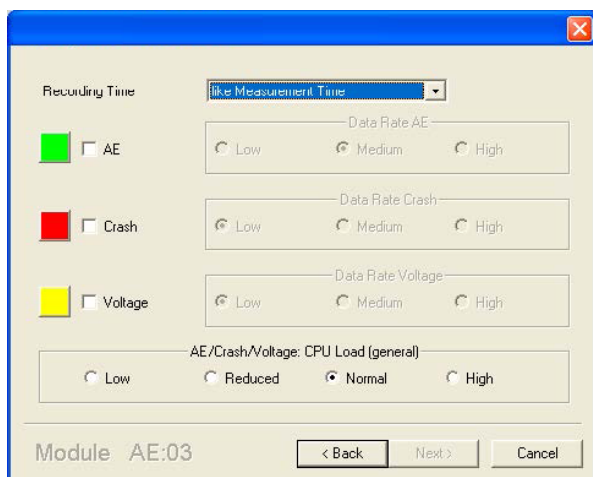 Recording Time like Measurement Time
Data Rate AE
AE Low Medium High
Data Rate Crash
Crash Low Medium High
Data Rate Voltage
Voltage Low Medium High
AE/Crash/Voltage: CPU Load (general)
Low Reduced Normal High
Module AE:03 < Back Next > Cancel